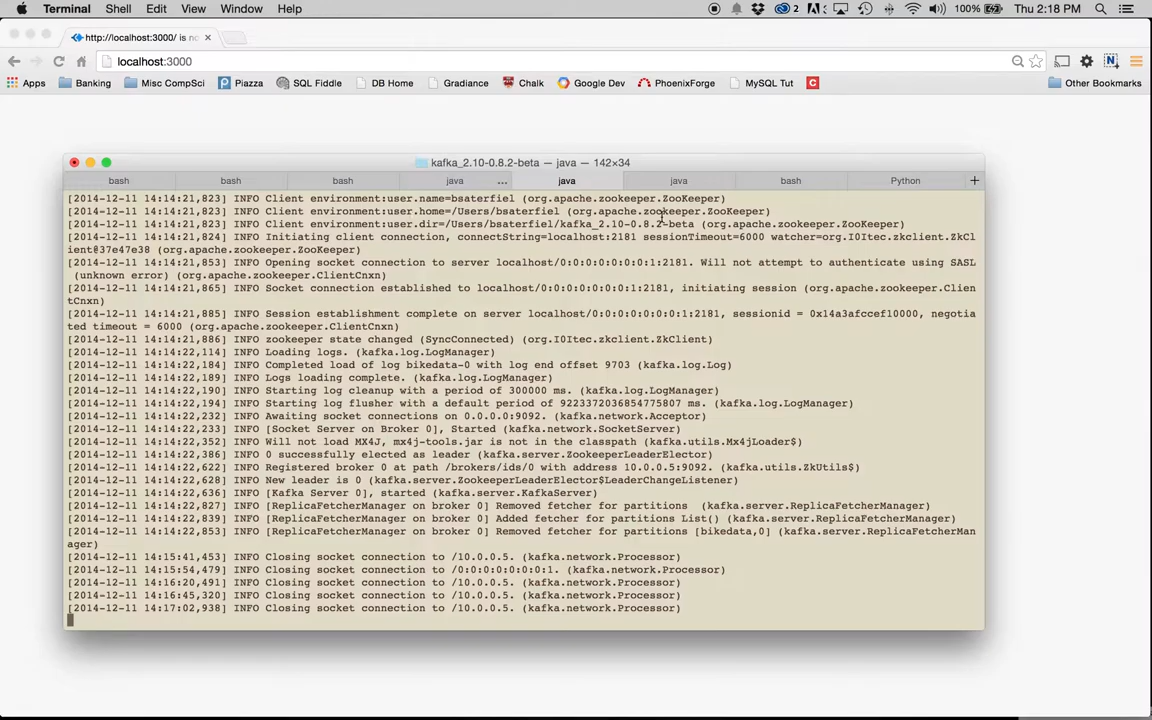 Terminal Shell Edit View Window Help 2 100% Thu 2:18 PM
http://localhost:3000/ is no
localhost:3000
Apps Banking Misc CompSci Piazza SQL Fiddle DB Home Gradiance Chalk Google Dev PhoenixForge MySQL Tut C Other Bookmarks
kafka_2.10-0.8.2-beta — java — 142×34
bash bash bash java ... java java bash Python +
[2014-12-11 14:14:21,823] INFO Client environment:user.name=bsaterfiel (org.apache.zookeeper.ZooKeeper)
[2014-12-11 14:14:21,823] INFO Client environment:user.home=/Users/bsaterfiel (org.apache.zookeeper.ZooKeeper)
[2014-12-11 14:14:21,823] INFO Client environment:user.dir=/Users/bsaterfiel/kafka_2.10-0.8.2-beta (org.apache.zookeeper.ZooKeeper)
[2014-12-11 14:14:21,824] INFO Initiating client connection, connectString=localhost:2181 sessionTimeout=6000 watcher=org.I0Itec.zkclient.ZkCl
ient@37e47e38 (org.apache.zookeeper.ZooKeeper)
[2014-12-11 14:14:21,853] INFO Opening socket connection to server localhost/0:0:0:0:0:0:0:1:2181. Will not attempt to authenticate using SASL
(unknown error) (org.apache.zookeeper.ClientCnxn)
[2014-12-11 14:14:21,865] INFO Socket connection established to localhost/0:0:0:0:0:0:0:1:2181, initiating session (org.apache.zookeeper.Clien
tCnxn)
[2014-12-11 14:14:21,885] INFO Session establishment complete on server localhost/0:0:0:0:0:0:0:1:2181, sessionid = 0x14a3afccef10000, negotia
ted timeout = 6000 (org.apache.zookeeper.ClientCnxn)
[2014-12-11 14:14:21,886] INFO zookeeper state changed (SyncConnected) (org.I0Itec.zkclient.ZkClient)
[2014-12-11 14:14:22,114] INFO Loading logs. (kafka.log.LogManager)
[2014-12-11 14:14:22,184] INFO Completed load of log bikedata-0 with log end offset 9703 (kafka.log.Log)
[2014-12-11 14:14:22,189] INFO Logs loading complete. (kafka.log.LogManager)
[2014-12-11 14:14:22,190] INFO Starting log cleanup with a period of 300000 ms. (kafka.log.LogManager)
[2014-12-11 14:14:22,194] INFO Starting log flusher with a default period of 9223372036854775807 ms. (kafka.log.LogManager)
[2014-12-11 14:14:22,232] INFO Awaiting socket connections on 0.0.0.0:9092. (kafka.network.Acceptor)
[2014-12-11 14:14:22,233] INFO [Socket Server on Broker 0], Started (kafka.network.SocketServer)
[2014-12-11 14:14:22,352] INFO Will not load MX4J, mx4j-tools.jar is not in the classpath (kafka.utils.Mx4jLoader$)
[2014-12-11 14:14:22,386] INFO 0 successfully elected as leader (kafka.server.ZookeeperLeaderElector)
[2014-12-11 14:14:22,622] INFO Registered broker 0 at path /brokers/ids/0 with address 10.0.0.5:9092. (kafka.utils.ZkUtils$)
[2014-12-11 14:14:22,628] INFO New leader is 0 (kafka.server.ZookeeperLeaderElector$LeaderChangeListener)
[2014-12-11 14:14:22,636] INFO [Kafka Server 0], started (kafka.server.KafkaServer)
[2014-12-11 14:14:22,827] INFO [ReplicaFetcherManager on broker 0] Removed fetcher for partitions  (kafka.server.ReplicaFetcherManager)
[2014-12-11 14:14:22,839] INFO [ReplicaFetcherManager on broker 0] Added fetcher for partitions List() (kafka.server.ReplicaFetcherManager)
[2014-12-11 14:14:22,853] INFO [ReplicaFetcherManager on broker 0] Removed fetcher for partitions [bikedata,0] (kafka.server.ReplicaFetcherMan
ager)
[2014-12-11 14:15:41,453] INFO Closing socket connection to /10.0.0.5. (kafka.network.Processor)
[2014-12-11 14:15:54,479] INFO Closing socket connection to /0:0:0:0:0:0:0:1. (kafka.network.Processor)
[2014-12-11 14:16:20,491] INFO Closing socket connection to /10.0.0.5. (kafka.network.Processor)
[2014-12-11 14:16:45,320] INFO Closing socket connection to /10.0.0.5. (kafka.network.Processor)
[2014-12-11 14:17:02,938] INFO Closing socket connection to /10.0.0.5. (kafka.network.Processor)